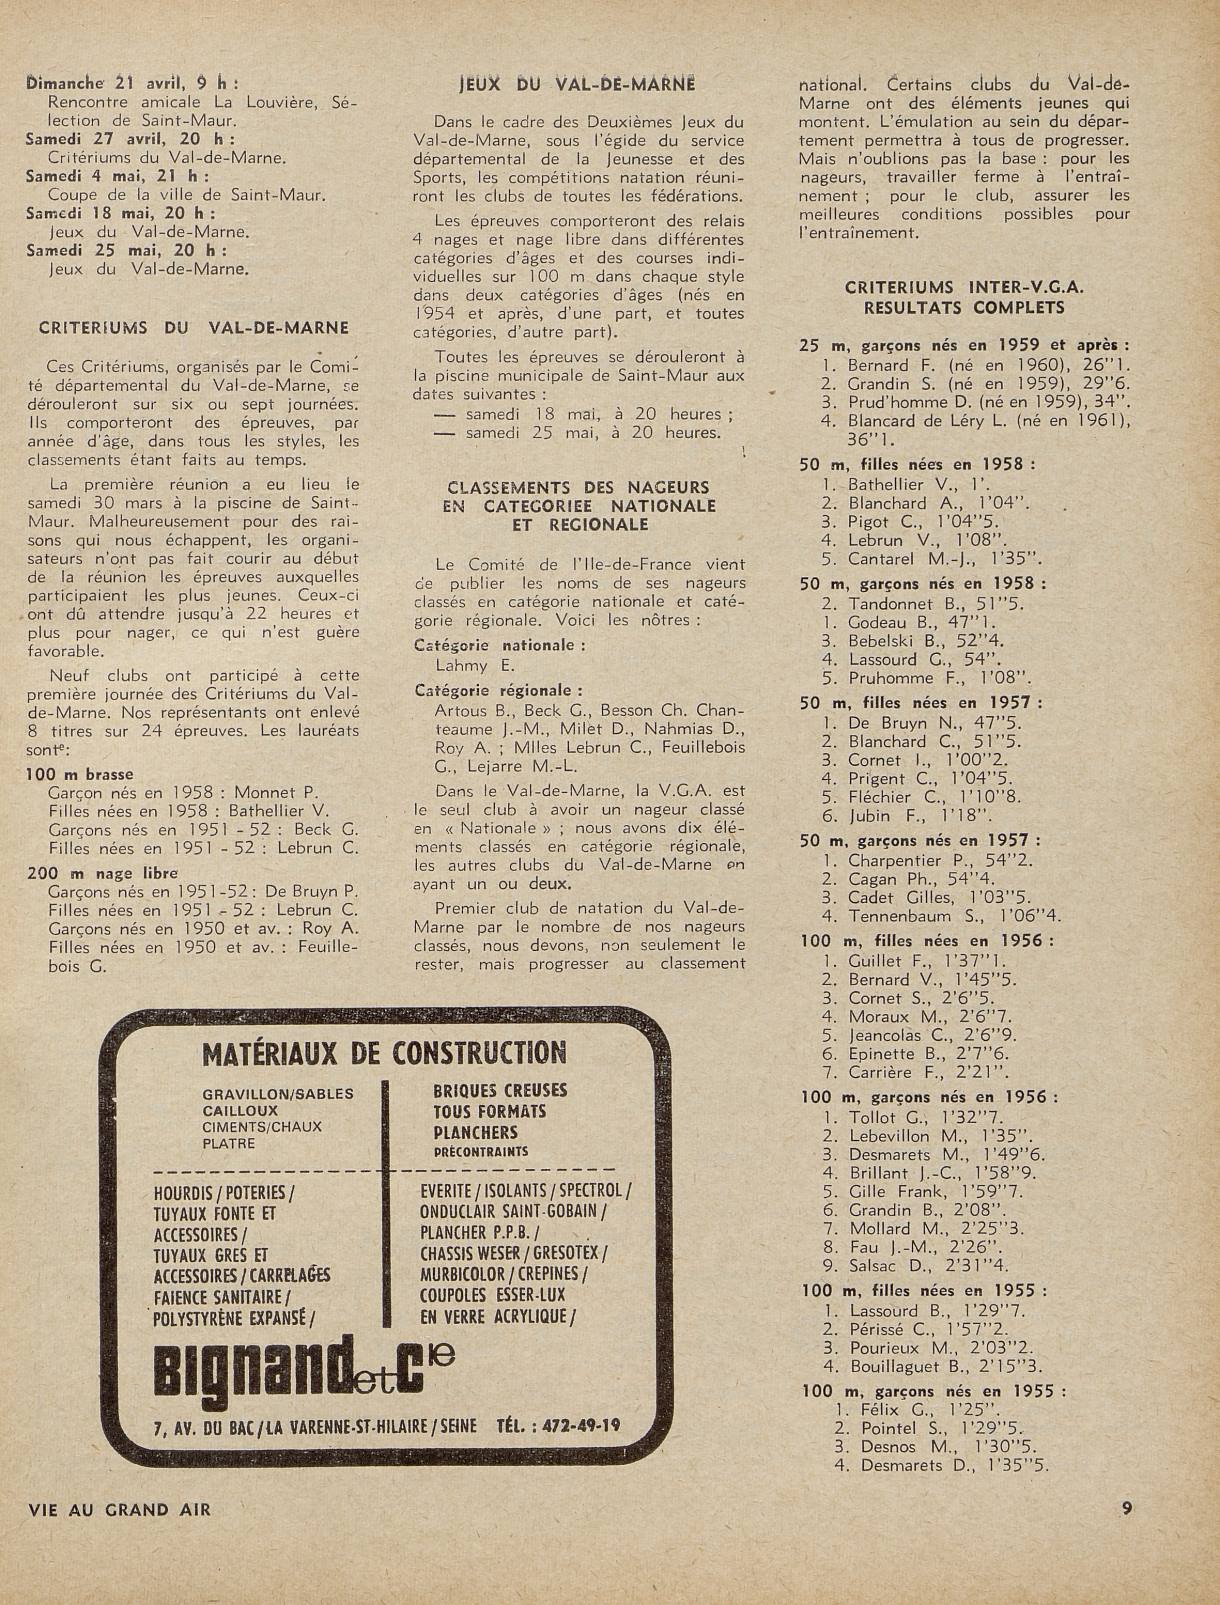 Dimanche 21 avril, 9 h :
Rencontre amicale La Louvière, Sé-
lection de Saint-Maur.
Samedi 27 avril, 20 h :
Critériums du Val-de-Marne.
Samedi 4 mai, 21 h :
Coupe de la ville de Saint-Maur.
Samedi 18 mai, 20 h :
Jeux du Val-de-Marne.
Samedi 25 mai, 20 h :
Jeux du Val-de-Marne.
CRITERIUMS DU VAL-DE-MARNE
Ces Critériums, organisés par le Comi-
té départemental du Val-de-Marne, se
dérouleront sur six ou sept journées.
Ils comporteront des épreuves, par
année d'âge, dans tous les styles, les
classements étant faits au temps.
La première réunion a eu lieu le
samedi 30 mars à la piscine de Saint-
Maur. Malheureusement pour des rai-
sons qui nous échappent, les organi-
sateurs n'ont pas fait courir au début
de la réunion les épreuves auxquelles
participaient les plus jeunes. Ceux-ci
ont dû attendre jusqu'à 22 heures et
plus pour nager, ce qui n'est guère
favorable.
Neuf clubs ont participé à cette
première journée des Critériums du Val-
de-Marne. Nos représentants ont enlevé
8 titres sur 24 épreuves. Les lauréats
sont :
100 m brasse
Garçon nés en 1958 : Monnet P.
Filles nées en 1958 : Bathellier V.
Garçons nés en 1951 - 52 : Beck G.
Filles nées en 1951 - 52 : Lebrun C.
200 m nage libre
Garçons nés en 1951-52 : De Bruyn P.
Filles nées en 1951 - 52 : Lebrun C.
Garçons nés en 1950 et av. : Roy A.
Filles nées en 1950 et av. : Feuille-
bois G.
JEUX DU VAL-DE-MARNE
Dans le cadre des Deuxièmes Jeux du
Val-de-Marne, sous l'égide du service
départemental de la Jeunesse et des
Sports, les compétitions natation réuni-
ront les clubs de toutes les fédérations.
Les épreuves comporteront des relais
4 nages et nage libre dans différentes
catégories d'âges et des courses indi-
viduelles sur 100 m dans chaque style
dans deux catégories d'âges (nés en
1954 et après, d'une part, et toutes
catégories, d'autre part).
Toutes les épreuves se dérouleront à
la piscine municipale de Saint-Maur aux
dates suivantes :
— samedi 18 mai, à 20 heures ;
— samedi 25 mai, à 20 heures.
CLASSEMENTS DES NAGEURS
EN CATEGORIEE NATIONALE
ET REGIONALE
Le Comité de l'Ile-de-France vient
de publier les noms de ses nageurs
classés en catégorie nationale et caté-
gorie régionale. Voici les nôtres :
Catégorie nationale :
Lahmy E.
Catégorie régionale :
Artous B., Beck G., Besson Ch. Chan-
teaume J.-M., Milet D., Nahmias D.,
Roy A. ; Mlles Lebrun C., Feuillebois
G., Lejarre M.-L.
Dans le Val-de-Marne, la V.G.A. est
le seul club à avoir un nageur classé
en « Nationale » ; nous avons dix élé-
ments classés en catégorie régionale,
les autres clubs du Val-de-Marne en
ayant un ou deux.
Premier club de natation du Val-de-
Marne par le nombre de nos nageurs
classés, nous devons, non seulement le
rester, mais progresser au classement
national. Certains clubs du Val-de-
Marne ont des éléments jeunes qui
montent. L'émulation au sein du dépar-
tement permettra à tous de progresser.
Mais n'oublions pas la base : pour les
nageurs, travailler ferme à l'entraî-
nement ; pour le club, assurer les
meilleures conditions possibles pour
l'entraînement.
CRITERIUMS INTER-V.G.A.
RESULTATS COMPLETS
25 m, garçons nés en 1959 et après :
1. Bernard F. (né en 1960), 26''1.
2. Grandin S. (né en 1959), 29''6.
3. Prud'homme D. (né en 1959), 34''.
4. Blancard de Léry L. (né en 1961),
36''1.
50 m, filles nées en 1958 :
1. Bathellier V., 1'.
2. Blanchard A., 1'04''.
3. Pigot C., 1'04''5.
4. Lebrun V., 1'08''.
5. Cantarel M.-J., 1'35''.
50 m, garçons nés en 1958 :
2. Tandonnet B., 51''5.
1. Godeau B., 47''1.
3. Bebelski B., 52''4.
4. Lassourd G., 54''.
5. Pruhomme F., 1'08''.
50 m, filles nées en 1957 :
1. De Bruyn N., 47''5.
2. Blanchard C., 51''5.
3. Cornet I., 1'00''2.
4. Prigent C., 1'04''5.
5. Fléchier C., 1'10''8.
6. Jubin F., 1'18''.
50 m, garçons nés en 1957 :
1. Charpentier P., 54''2.
2. Cagan Ph., 54''4.
3. Cadet Gilles, 1'03''5.
4. Tennenbaum S., 1'06''4.
100 m, filles nées en 1956 :
1. Guillet F., 1'37''1.
2. Bernard V., 1'45''5.
3. Cornet S., 2'6''5.
4. Moraux M., 2'6''7.
5. Jeancolas C., 2'6''9.
6. Epinette B., 2'7''6.
7. Carrière F., 2'21''.
100 m, garçons nés en 1956 :
1. Tollot G., 1'32''7.
2. Lebevillon M., 1'35''.
3. Desmarets M., 1'49''6.
4. Brillant J.-C., 1'58''9.
5. Gille Frank, 1'59''7.
6. Grandin B., 2'08''.
7. Mollard M., 2'25''3.
8. Fau J.-M., 2'26''.
9. Salsac D., 2'31''4.
100 m, filles nées en 1955 :
1. Lassourd B., 1'29''7.
2. Périssé C., 1'57''2.
3. Pourieux M., 2'03''2.
4. Bouillaguet B., 2'15''3.
100 m, garçons nés en 1955 :
1. Félix G., 1'25''.
2. Pointel S., 1'29''5.
3. Desnos M., 1'30''5.
4. Desmarets D., 1'35''5.
MATÉRIAUX DE CONSTRUCTION
GRAVILLON/SABLES
CAILLOUX
CIMENTS/CHAUX
PLATRE
BRIQUES CREUSES
TOUS FORMATS
PLANCHERS
PRÉCONTRAINTS
HOURDIS / POTERIES /
TUYAUX FONTE ET
ACCESSOIRES /
TUYAUX GRES ET
ACCESSOIRES / CARRELAGES
FAIENCE SANITAIRE /
POLYSTYRÈNE EXPANSÉ /
EVERITE / ISOLANTS / SPECTROL /
ONDUCLAIR SAINT-GOBAIN /
PLANCHER P.P.B. /
CHASSIS WESER / GRESOTEX /
MURBICOLOR / CREPINES /
COUPOLES ESSER-LUX
EN VERRE ACRYLIQUE /
Bignand et Cie
7, AV. DU BAC / LA VARENNE-ST-HILAIRE / SEINE TÉL. : 472-49-19
VIE AU GRAND AIR
9